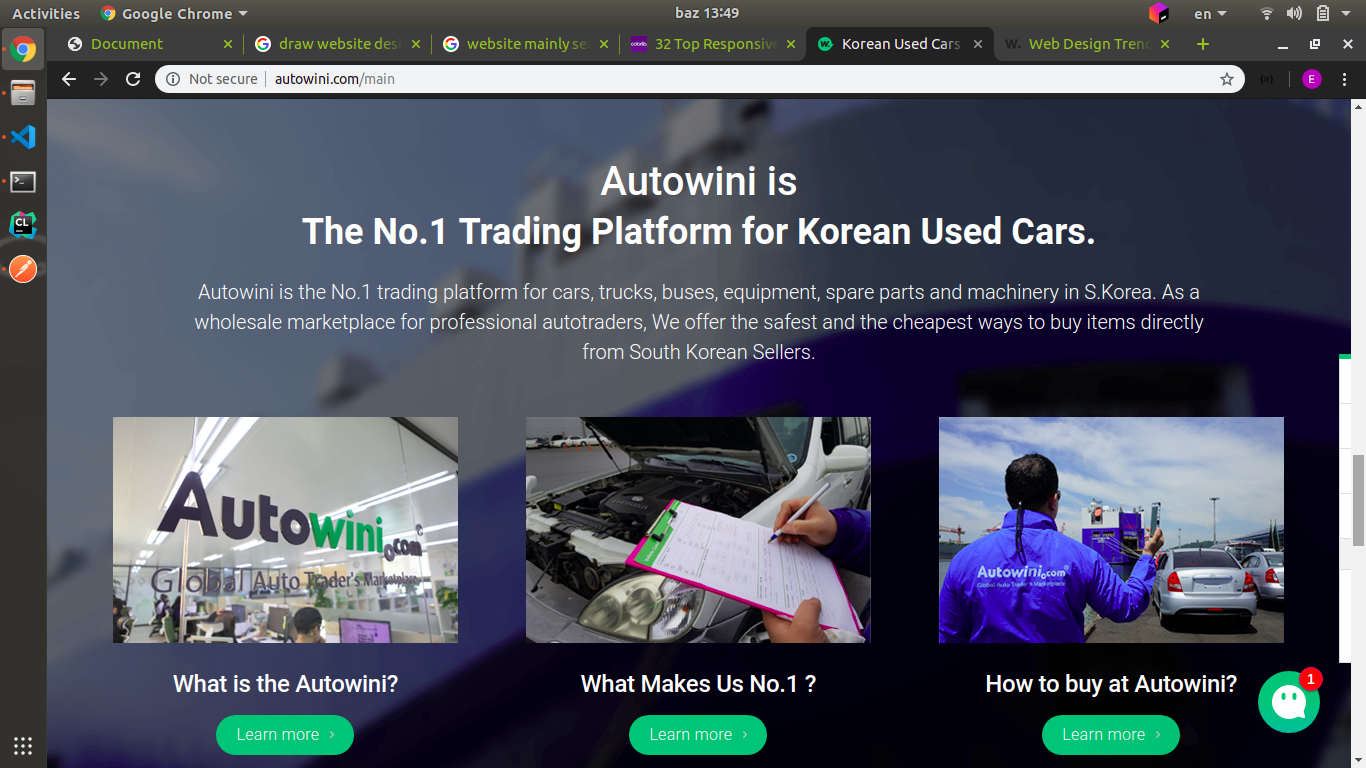 Activities
Google Chrome
baz 13:49
en
Document
draw website des
website mainly se
32 Top Responsive
Korean Used Cars
Web Design Trend
Not secure
autowini.com/main
E
Autowini is
The No.1 Trading Platform for Korean Used Cars.
Autowini is the No.1 trading platform for cars, trucks, buses, equipment, spare parts and machinery in S.Korea. As a
wholesale marketplace for professional autotraders, We offer the safest and the cheapest ways to buy items directly
from South Korean Sellers.
Autowini.com
Global Auto Trader's Marketplace
Autowini.com
Global Auto Trader's Marketplace
What is the Autowini?
What Makes Us No.1 ?
How to buy at Autowini?
1
Learn more
Learn more
Learn more